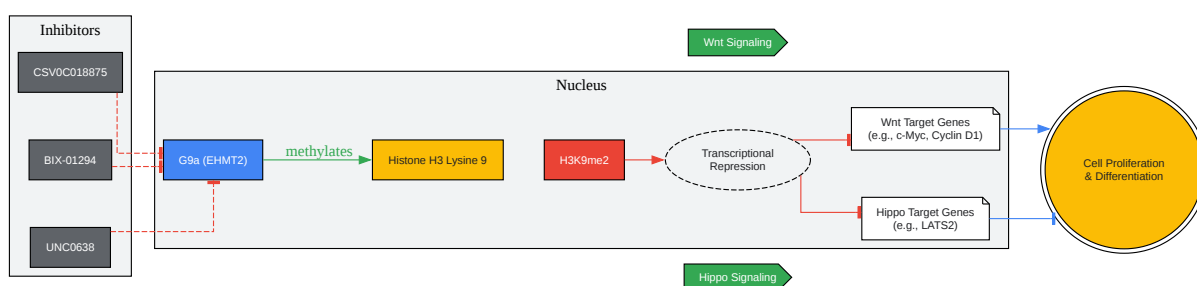 Inhibitors
CSV0C018875
BIX-01294
UNC0638
Nucleus
G9a (EHMT2)
methylates
Histone H3 Lysine 9
H3K9me2
Transcriptional
Repression
Wnt Signaling
Wnt Target Genes
(e.g., c-Myc, Cyclin D1)
Hippo Target Genes
(e.g., LATS2)
Hippo Signaling
Cell Proliferation
& Differentiation